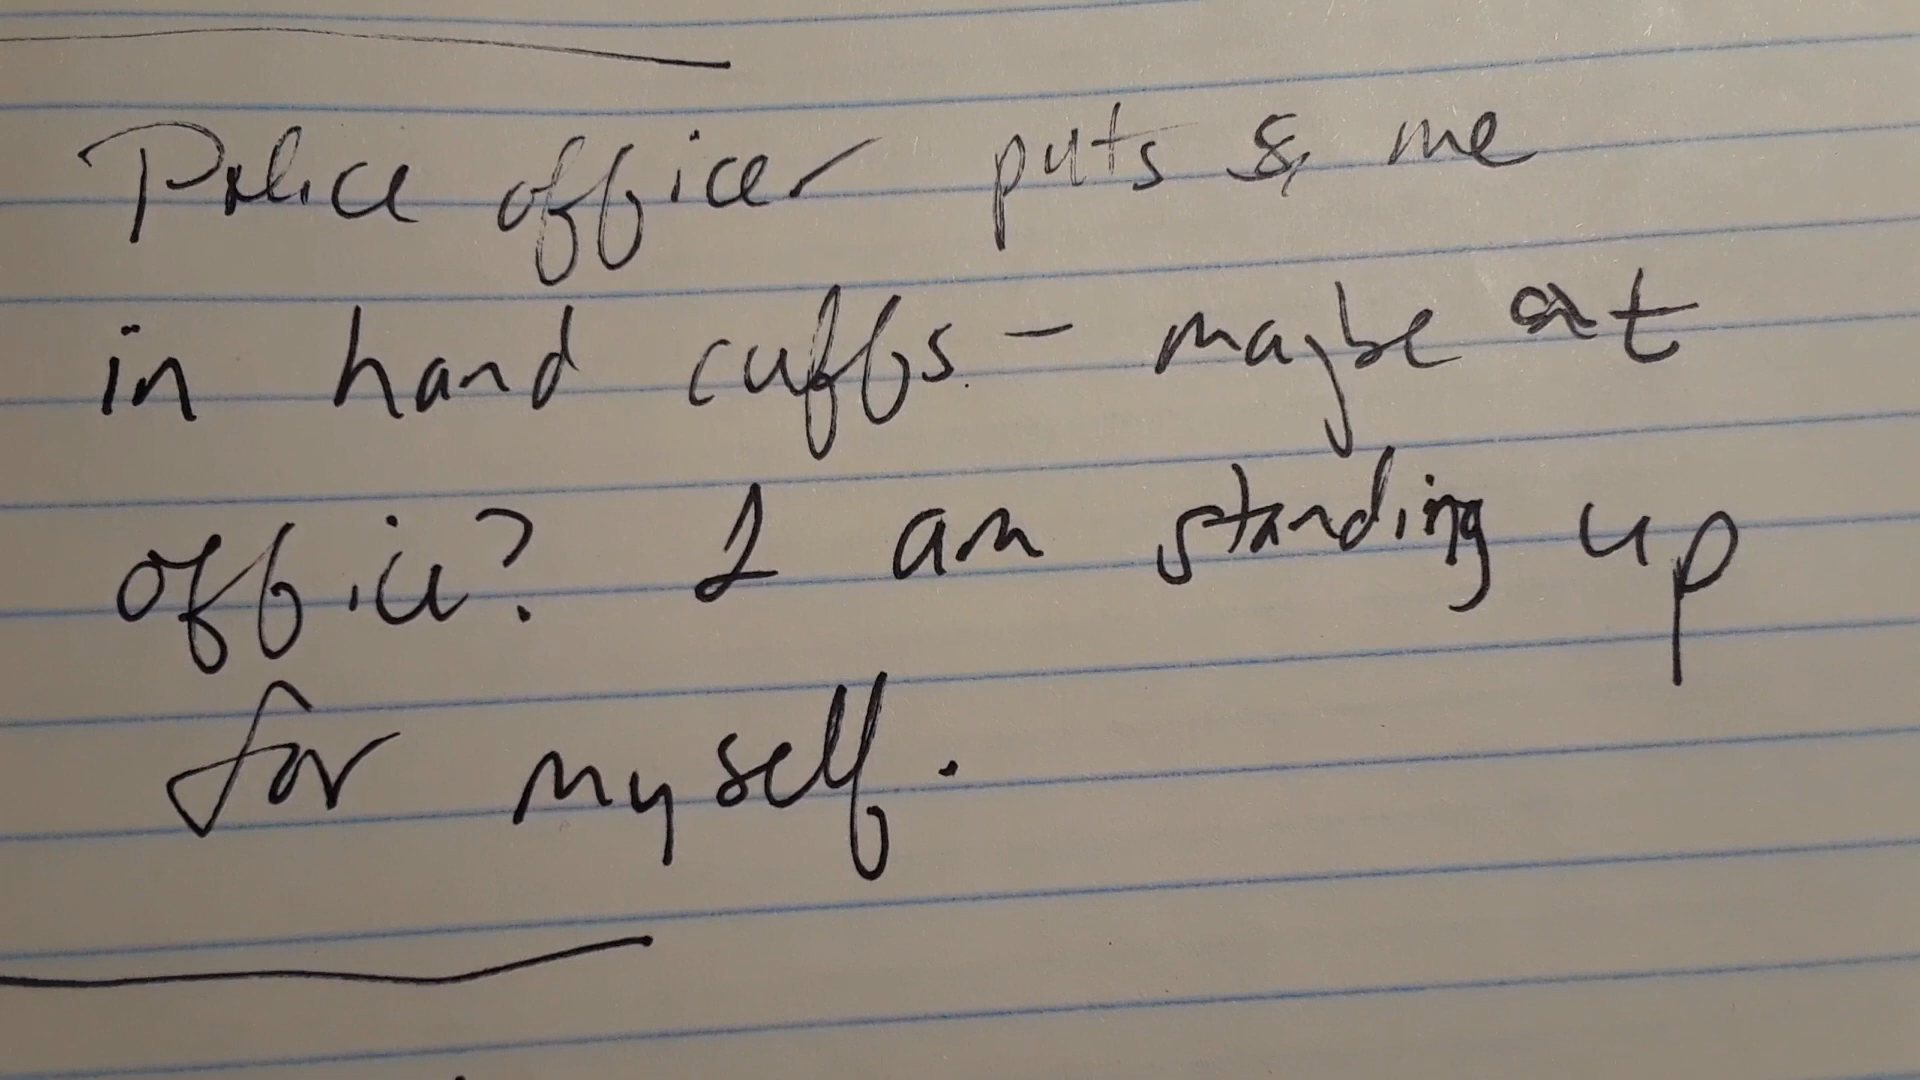 Police officer puts & me
in hand cuffs - maybe at
office? I am standing up
for myself.